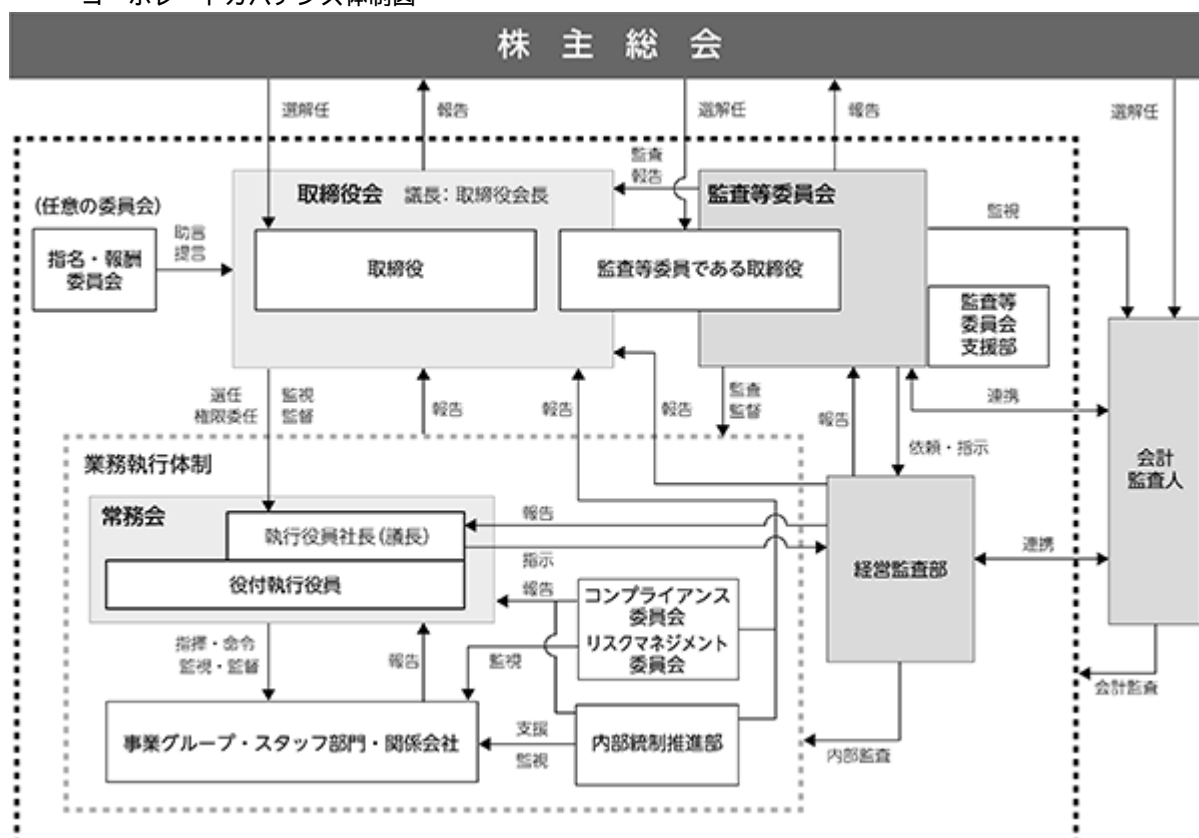 コーポレートガバナンス体制図
株主総会
選解任
報告
選解任
報告
選解任
監査
報告
取締役会 議長：取締役会長
監査等委員会
(任意の委員会)
指名・報酬
委員会
助言
提言
取締役
監査等委員である取締役
監視
監査等
委員会
支援部
選任
権限委任
監視
監督
報告
報告
報告
監査
監督
報告
連携
依頼・指示
業務執行体制
会計
監査人
常務会
執行役員社長(議長)
役付執行役員
報告
指示
報告
経営監査部
連携
コンプライアンス
委員会
リスクマネジメント
委員会
指揮・命令
監視・監督
報告
監視
会計監査
事業グループ・スタッフ部門・関係会社
支援
監視
内部統制推進部
内部監査